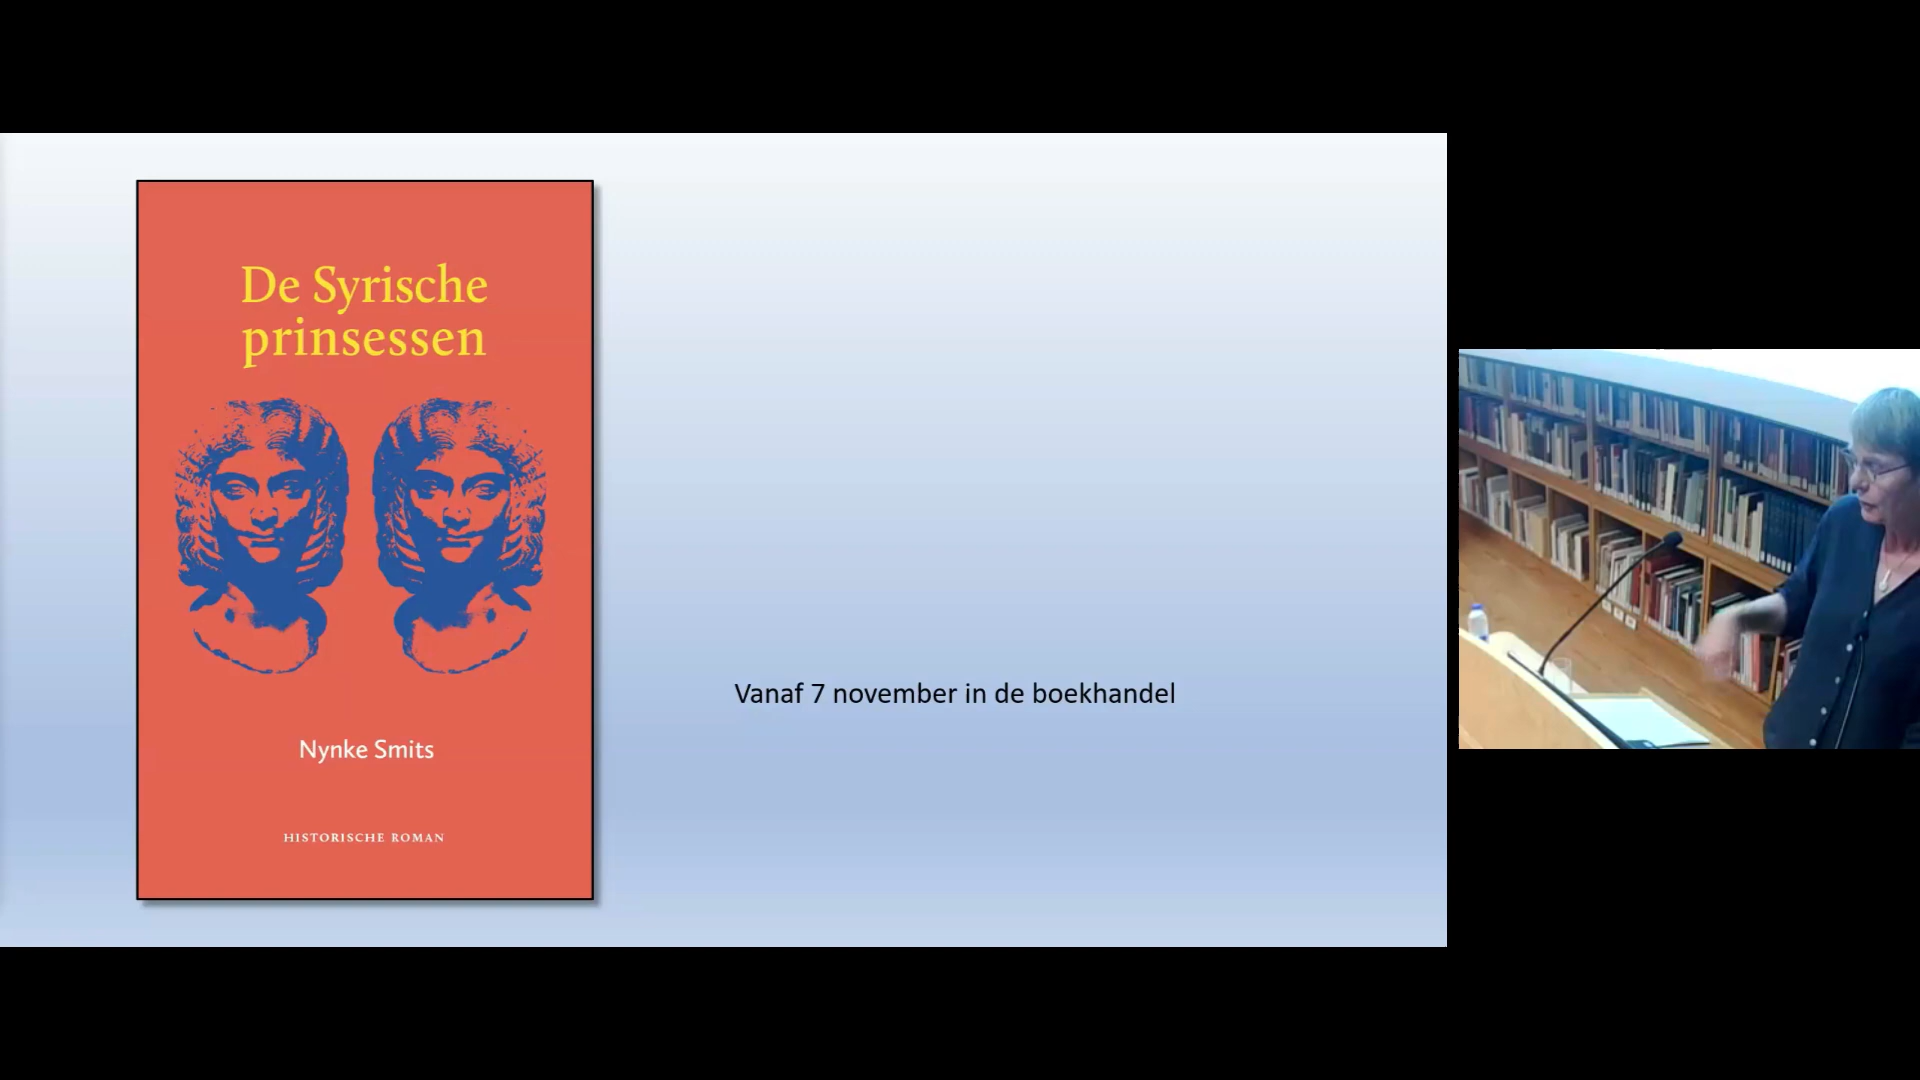 De Syrische
prinsessen
Nynke Smits
HISTORISCHE ROMAN
Vanaf 7 november in de boekhandel